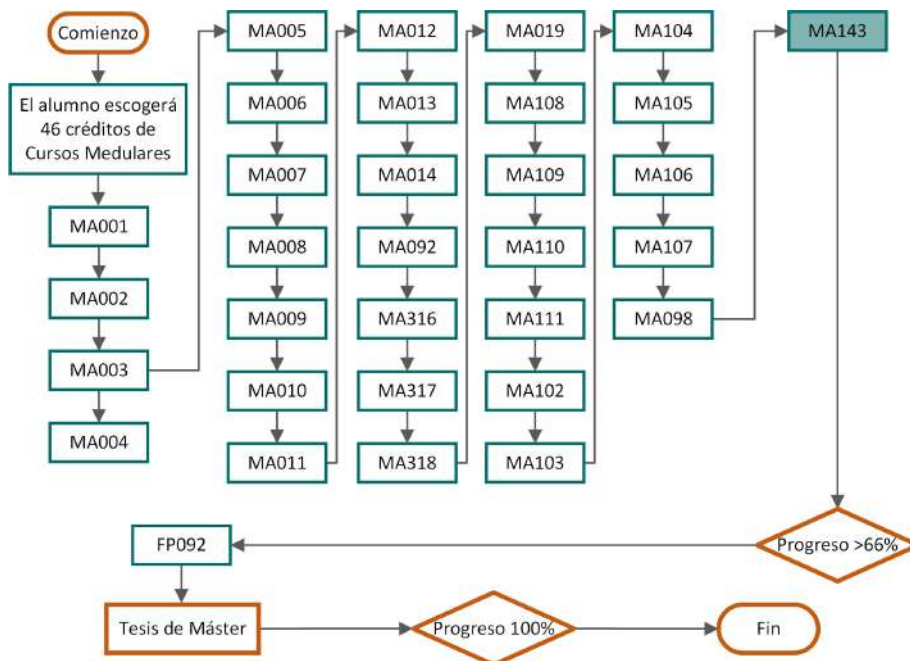 Comienzo
El alumno escogerá
46 créditos de
Cursos Medulares
MA001
MA002
MA003
MA004
MA005
MA006
MA007
MA008
MA009
MA010
MA011
MA012
MA013
MA014
MA092
MA316
MA317
MA318
MA019
MA108
MA109
MA110
MA111
MA102
MA103
MA104
MA105
MA106
MA107
MA098
MA143
Progreso >66%
FP092
Tesis de Máster
Progreso 100%
Fin